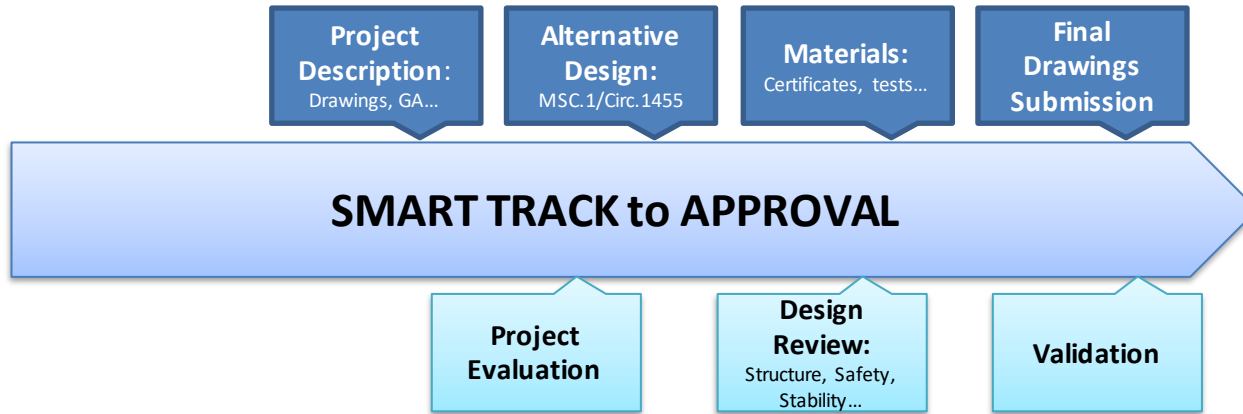 Project
Description:
Drawings, GA...
Alternative
Design:
MSC.1/Circ.1455
Materials:
Certificates, tests...
Final
Drawings
Submission
SMART TRACK to APPROVAL
Project
Evaluation
Design
Review:
Structure, Safety,
Stability...
Validation